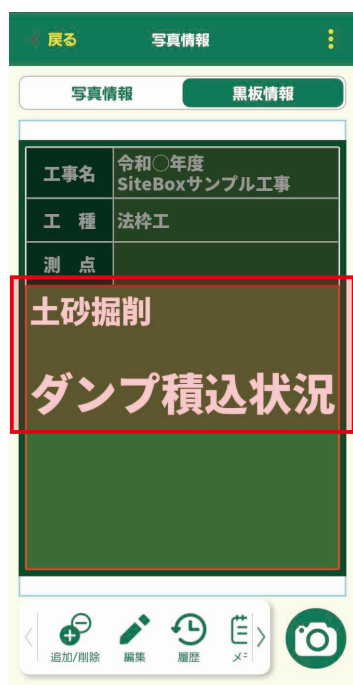 戻る
写真情報
写真情報
黒板情報
工事名
令和○年度
SiteBoxサンプル工事
工種
法枠工
測点
土砂掘削
ダンプ積込状況
追加/削除
編集
履歴